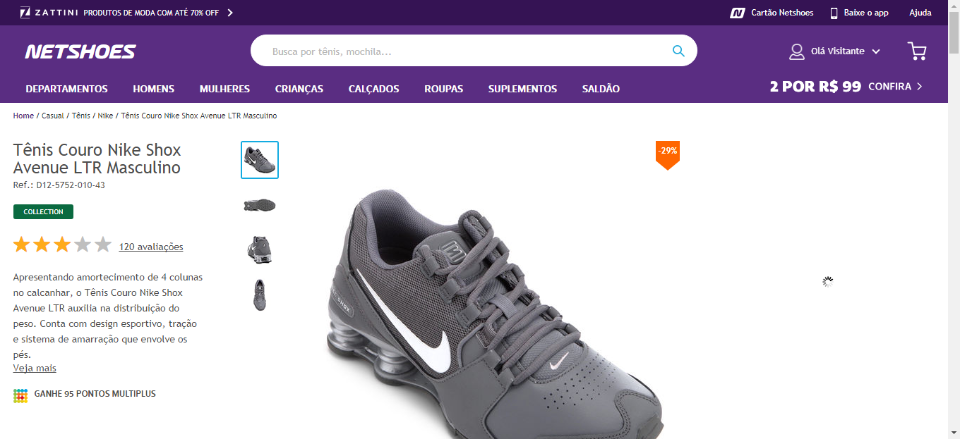 ZATTINI PRODUTOS DE MODA COM ATÉ 70% OFF
Cartão Netshoes Baixe o app Ajuda
NETSHOES
Busca por tênis, mochila...
Olá Visitante
DEPARTAMENTOS HOMENS MULHERES CRIANÇAS CALÇADOS ROUPAS SUPLEMENTOS SALDÃO
2 POR R$ 99 CONFIRA
Home / Casual / Tênis / Nike / Tênis Couro Nike Shox Avenue LTR Masculino
Tênis Couro Nike Shox
Avenue LTR Masculino
Ref.: D12-5752-010-43
COLLECTION
120 avaliações
Apresentando amortecimento de 4 colunas
no calcanhar, o Tênis Couro Nike Shox
Avenue LTR auxilia na distribuição do
peso. Conta com design esportivo, tração
e sistema de amarração que envolve os
pés.
Veja mais
GANHE 95 PONTOS MULTIPLUS
-29%